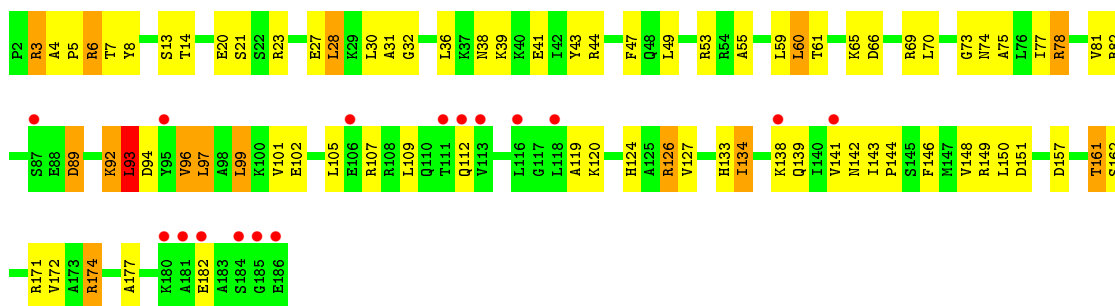 P2 R3 A4 P5 R6 T7 Y8 S13 T14 E20 S21 S22 R23 E27 L28 K29 L30 A31 G32 L36 K37 N38 K39 K40 E41 I42 Y43 R44 F47 Q48 L49 R53 R54 A55 L59 L60 T61 K65 D66 R69 L70 G73 N74 A75 L76 I77 R78 V81
S87 E88 D89 K92 L93 D94 Y95 V96 L97 A98 L99 K100 V101 E102 L105 E106 R107 R108 L109 Q110 T111 Q112 V113 L116 G117 L118 A119 K120 H124 A125 R126 V127 H133 I134 K138 Q139 I140 V141 N142 I143 P144 S145 F146 M147 V148 R149 L150 D151 D157 T161
R171 V172 A173 R174 A177 K180 A181 E182 A183 S184 G185 E186